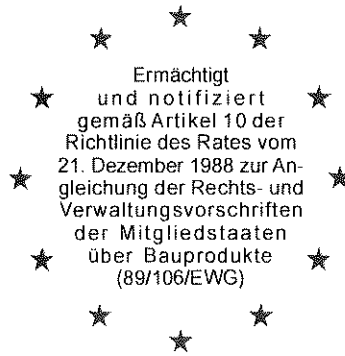 Ermächtigt
und notifiziert
gemäß Artikel 10 der
Richtlinie des Rates vom
21. Dezember 1988 zur An-
gleichung der Rechts- und
Verwaltungsvorschriften
der Mitgliedstaaten
über Bauprodukte
(89/106/EWG)